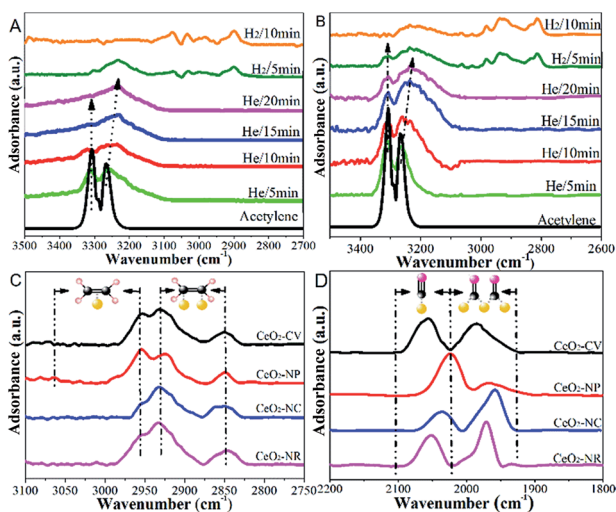 A
H2/10min
H2/5min
He/20min
He/15min
He/10min
He/5min
Acetylene
Absorbance (a.u.)
3500 3400 3300 3200 3100 3000 2900 2800 2700
Wavenumber (cm-1)
B
H2/10min
H2/5min
He/20min
He/15min
He/10min
He/5min
Acetylene
Absorbance (a.u.)
3400 3200 3000 2800 2600
Wavenumber (cm-1)
C
CeO2-CV
CeO2-NP
CeO2-NC
CeO2-NR
Absorbance (a.u.)
3100 3050 3000 2950 2900 2850 2800 2750
Wavenumber (cm-1)
D
CeO2-CV
CeO2-NP
CeO2-NC
CeO2-NR
Absorbance (a.u.)
2200 2100 2000 1900 1800
Wavenumber (cm-1)